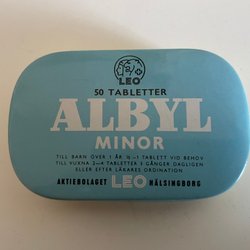 LEO
50 TABLETTER
ALBYL
MINOR
TILL BARN ÖVER 1 ÅR ½—1 TABLETT VID BEHOV
TILL VUXNA 2—4 TABLETTER 3 GÅNGER DAGLIGEN
ELLER EFTER LÄKARES ORDINATION
AKTIEBOLAGET LEO HÄLSINGBORG